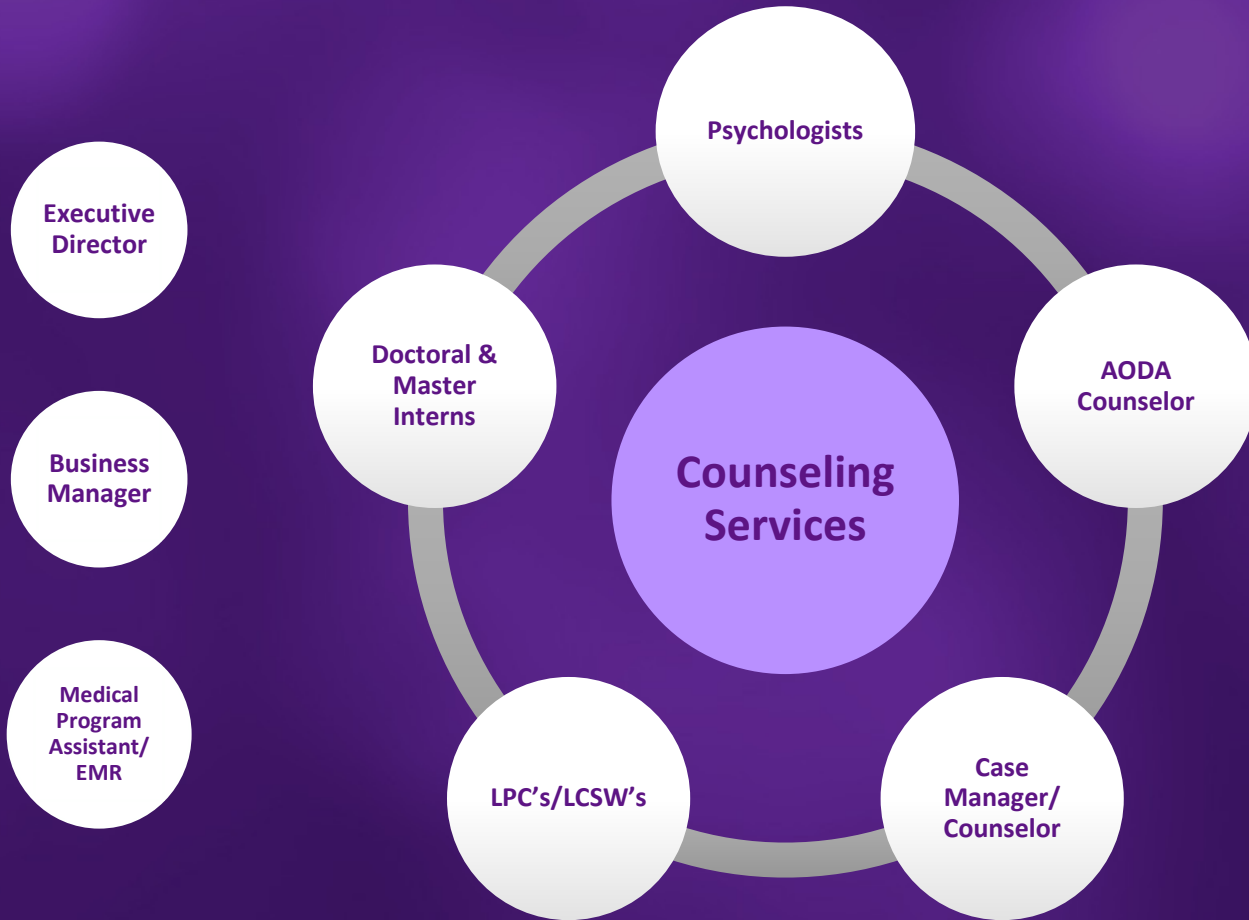 Executive
Director
Business
Manager
Medical
Program
Assistant/
EMR
Psychologists
AODA
Counselor
Case
Manager/
Counselor
LPC’s/LCSW’s
Doctoral &
Master
Interns
Counseling
Services